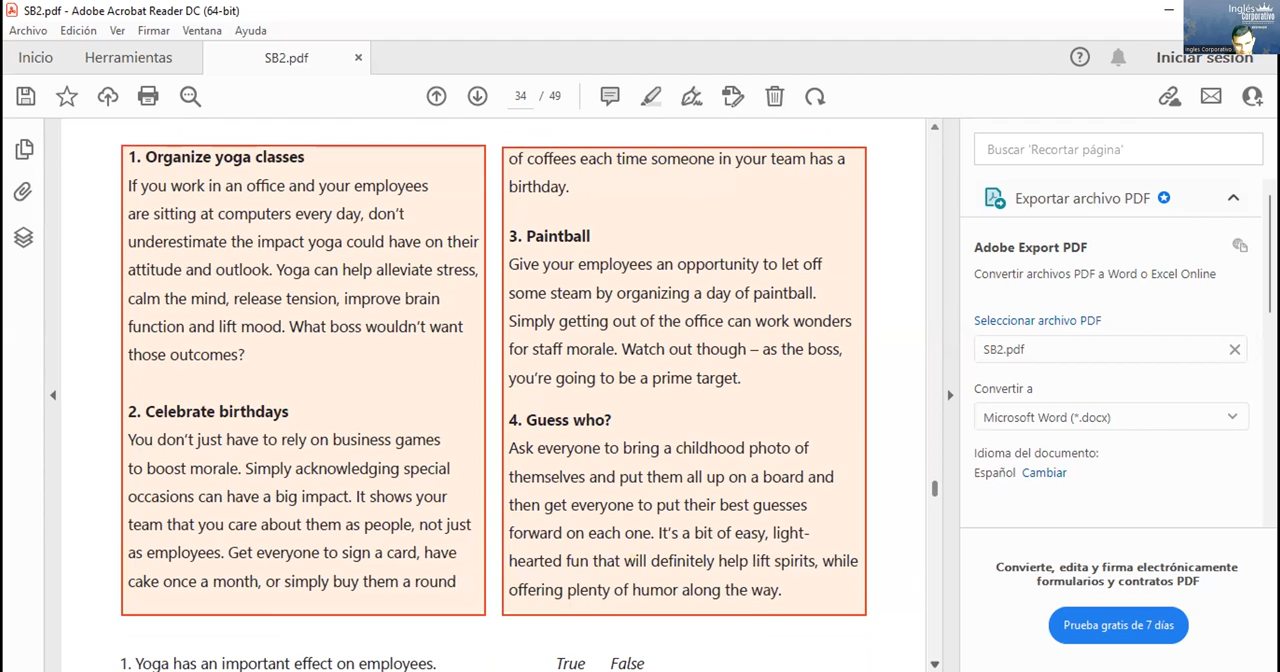 SB2.pdf - Adobe Acrobat Reader DC (64-bit)
Archivo Edición Ver Firmar Ventana Ayuda
Inicio Herramientas SB2.pdf × Iniciar sesión
Inglés
Corporativo
Ingles Corporativo
34 / 49
1. Organize yoga classes
If you work in an office and your employees
are sitting at computers every day, don't
underestimate the impact yoga could have on their
attitude and outlook. Yoga can help alleviate stress,
calm the mind, release tension, improve brain
function and lift mood. What boss wouldn't want
those outcomes?
2. Celebrate birthdays
You don't just have to rely on business games
to boost morale. Simply acknowledging special
occasions can have a big impact. It shows your
team that you care about them as people, not just
as employees. Get everyone to sign a card, have
cake once a month, or simply buy them a round
of coffees each time someone in your team has a
birthday.
3. Paintball
Give your employees an opportunity to let off
some steam by organizing a day of paintball.
Simply getting out of the office can work wonders
for staff morale. Watch out though – as the boss,
you're going to be a prime target.
4. Guess who?
Ask everyone to bring a childhood photo of
themselves and put them all up on a board and
then get everyone to put their best guesses
forward on each one. It's a bit of easy, light-
hearted fun that will definitely help lift spirits, while
offering plenty of humor along the way.
1. Yoga has an important effect on employees. True False
Buscar 'Recortar página'
Exportar archivo PDF
Adobe Export PDF
Convertir archivos PDF a Word o Excel Online
Seleccionar archivo PDF
SB2.pdf
Convertir a
Microsoft Word (*.docx)
Idioma del documento:
Español Cambiar
Convierte, edita y firma electrónicamente
formularios y contratos PDF
Prueba gratis de 7 días